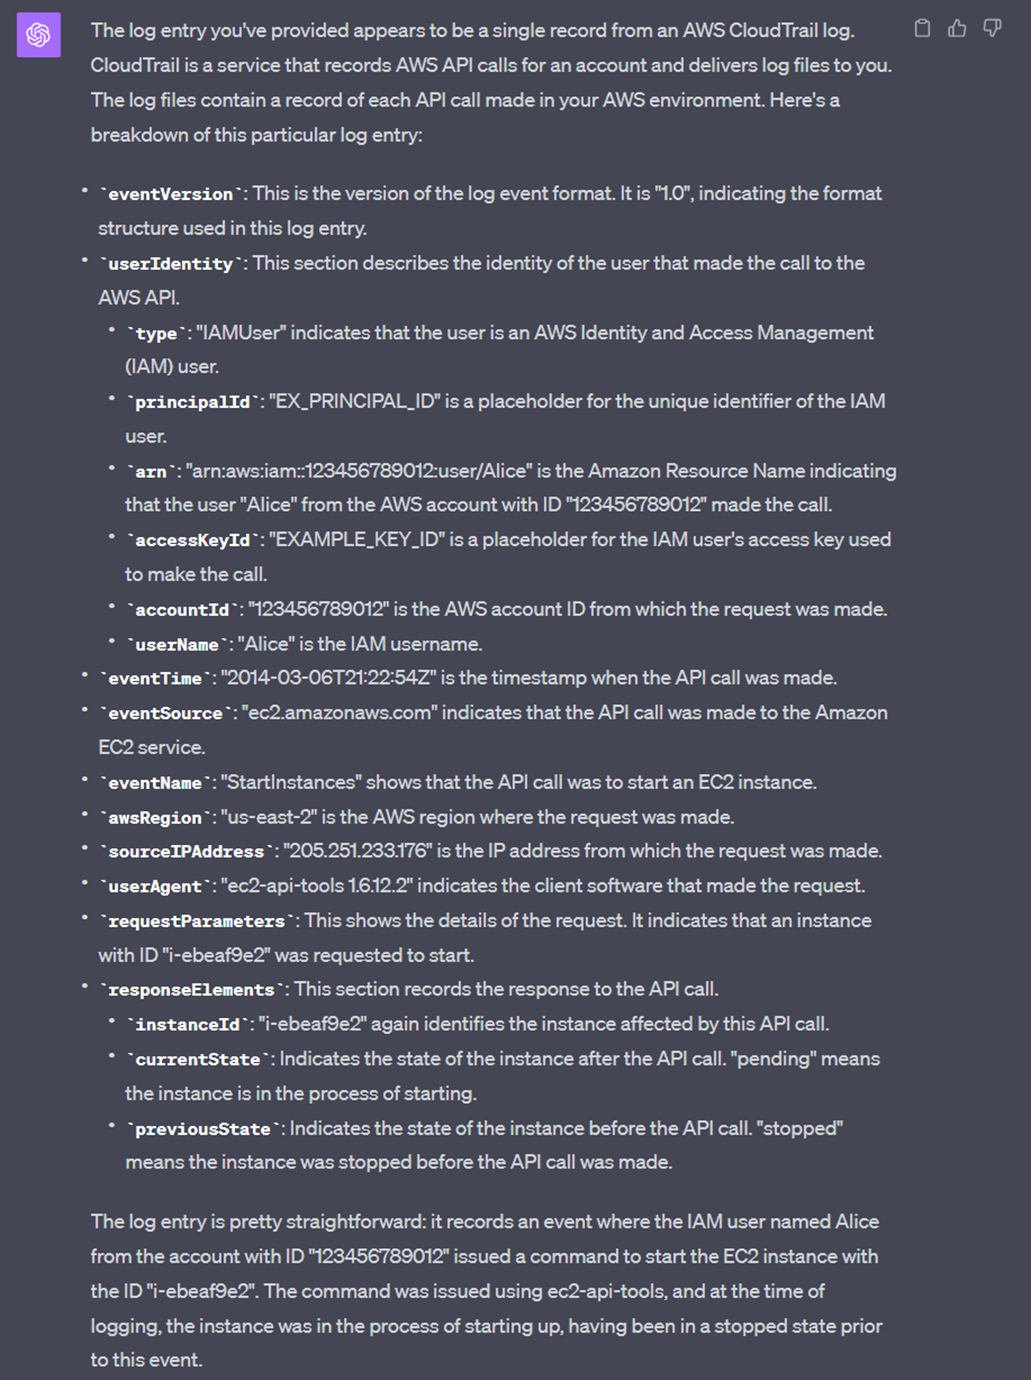 The log entry you've provided appears to be a single record from an AWS CloudTrail log.
CloudTrail is a service that records AWS API calls for an account and delivers log files to you.
The log files contain a record of each API call made in your AWS environment. Here's a
breakdown of this particular log entry:
• `eventVersion`: This is the version of the log event format. It is "1.0", indicating the format
structure used in this log entry.
• `userIdentity`: This section describes the identity of the user that made the call to the
AWS API.
• `type`: "IAMUser" indicates that the user is an AWS Identity and Access Management
(IAM) user.
• `principalId`: "EX_PRINCIPAL_ID" is a placeholder for the unique identifier of the IAM
user.
• `arn`: "arn:aws:iam::123456789012:user/Alice" is the Amazon Resource Name indicating
that the user "Alice" from the AWS account with ID "123456789012" made the call.
• `accessKeyId`: "EXAMPLE_KEY_ID" is a placeholder for the IAM user's access key used
to make the call.
• `accountId`: "123456789012" is the AWS account ID from which the request was made.
• `userName`: "Alice" is the IAM username.
• `eventTime`: "2014-03-06T21:22:54Z" is the timestamp when the API call was made.
• `eventSource`: "ec2.amazonaws.com" indicates that the API call was made to the Amazon
EC2 service.
• `eventName`: "StartInstances" shows that the API call was to start an EC2 instance.
• `awsRegion`: "us-east-2" is the AWS region where the request was made.
• `sourceIPAddress`: "205.251.233.176" is the IP address from which the request was made.
• `userAgent`: "ec2-api-tools 1.6.12.2" indicates the client software that made the request.
• `requestParameters`: This shows the details of the request. It indicates that an instance
with ID "i-ebeaf9e2" was requested to start.
• `responseElements`: This section records the response to the API call.
• `instanceId`: "i-ebeaf9e2" again identifies the instance affected by this API call.
• `currentState`: Indicates the state of the instance after the API call. "pending" means
the instance is in the process of starting.
• `previousState`: Indicates the state of the instance before the API call. "stopped"
means the instance was stopped before the API call was made.
The log entry is pretty straightforward: it records an event where the IAM user named Alice
from the account with ID "123456789012" issued a command to start the EC2 instance with
the ID "i-ebeaf9e2". The command was issued using ec2-api-tools, and at the time of
logging, the instance was in the process of starting up, having been in a stopped state prior
to this event.